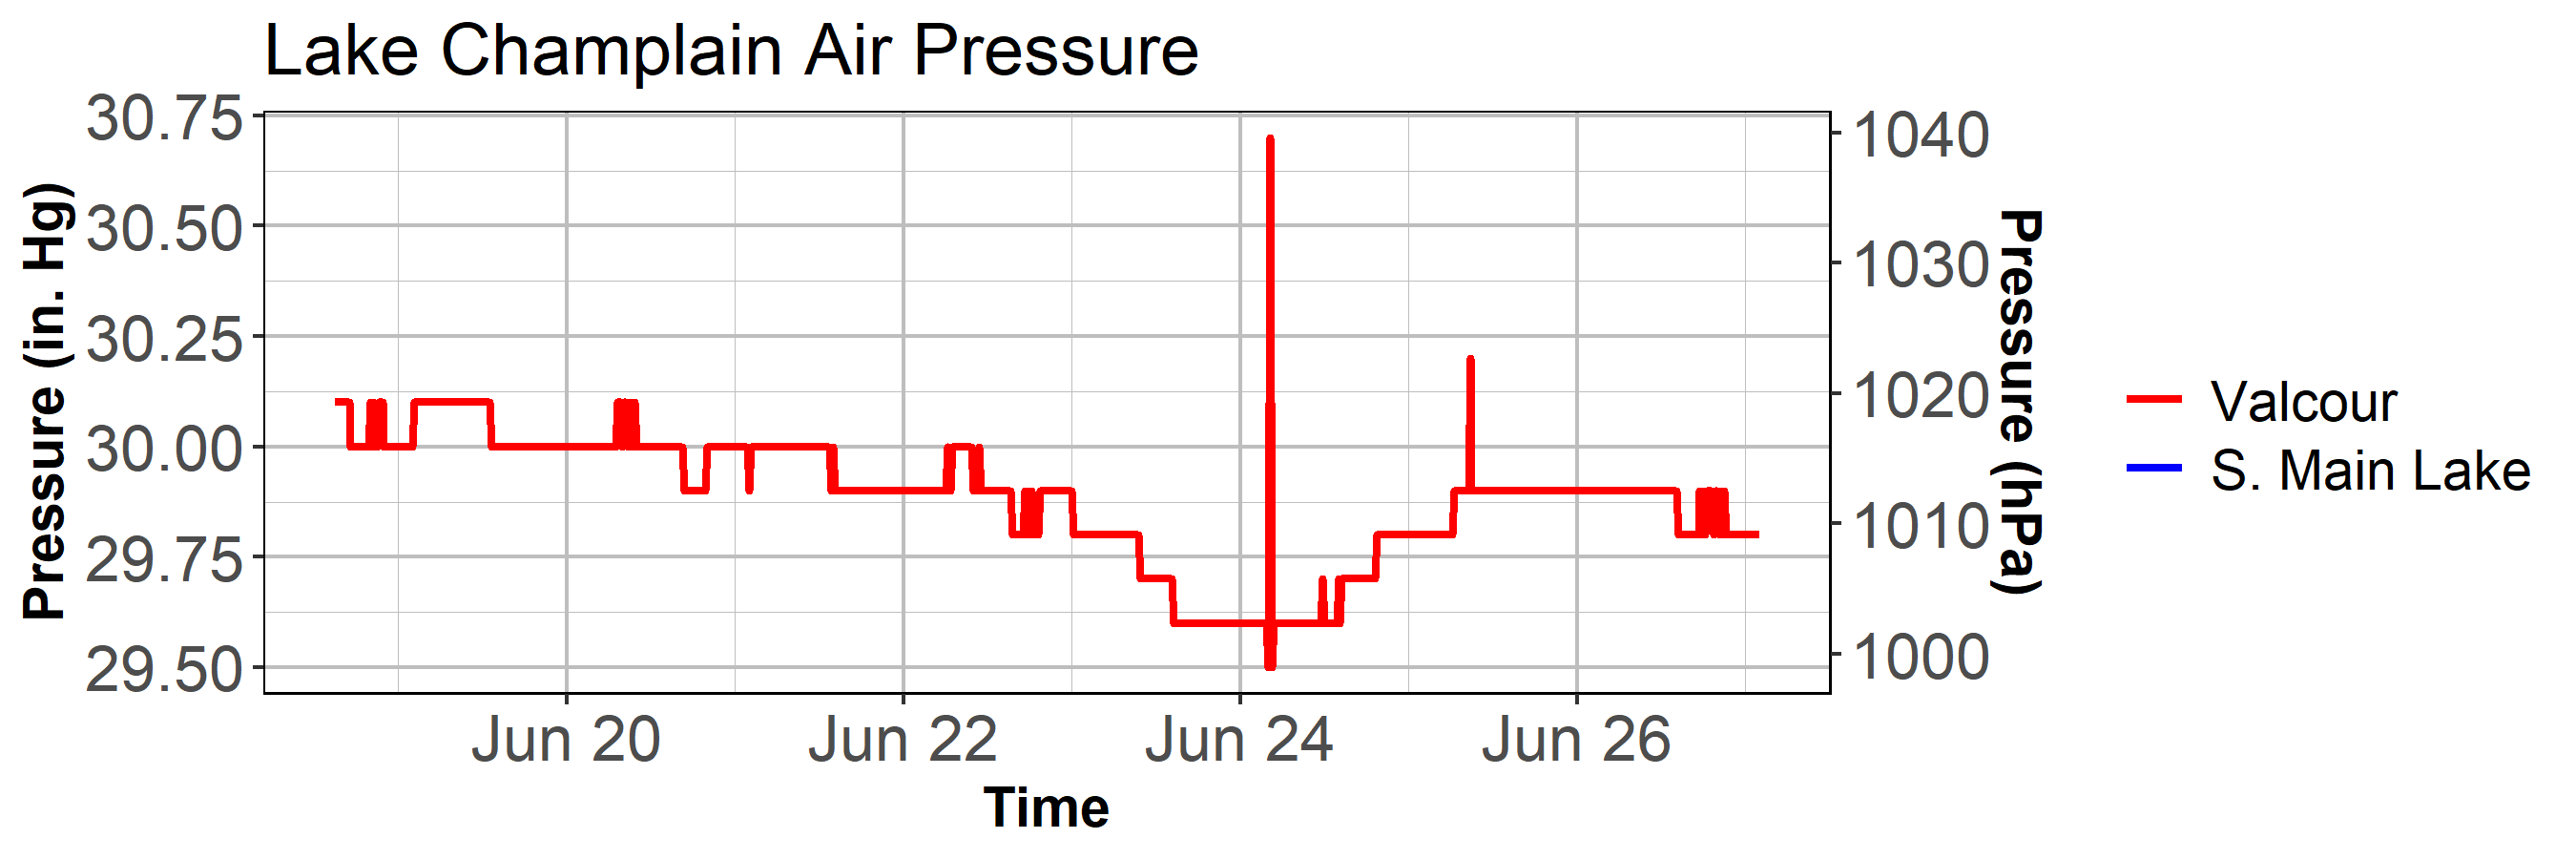 Lake Champlain Air Pressure
Pressure (in. Hg)
30.75
30.50
30.25
30.00
29.75
29.50
1040
1030
1020
1010
1000
Pressure (hPa)
Jun 20
Jun 22
Jun 24
Jun 26
Time
Valcour
S. Main Lake